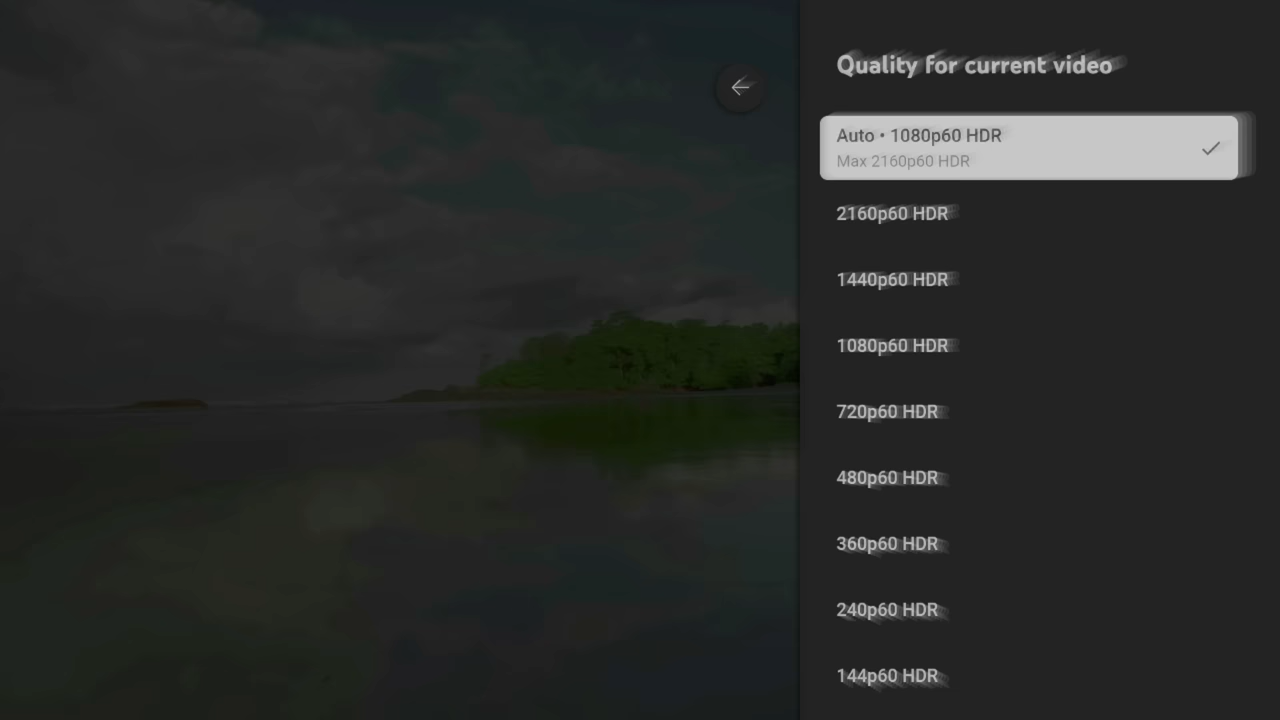 Quality for current video
Auto • 1080p60 HDR
Max 2160p60 HDR
2160p60 HDR
1440p60 HDR
1080p60 HDR
720p60 HDR
480p60 HDR
360p60 HDR
240p60 HDR
144p60 HDR